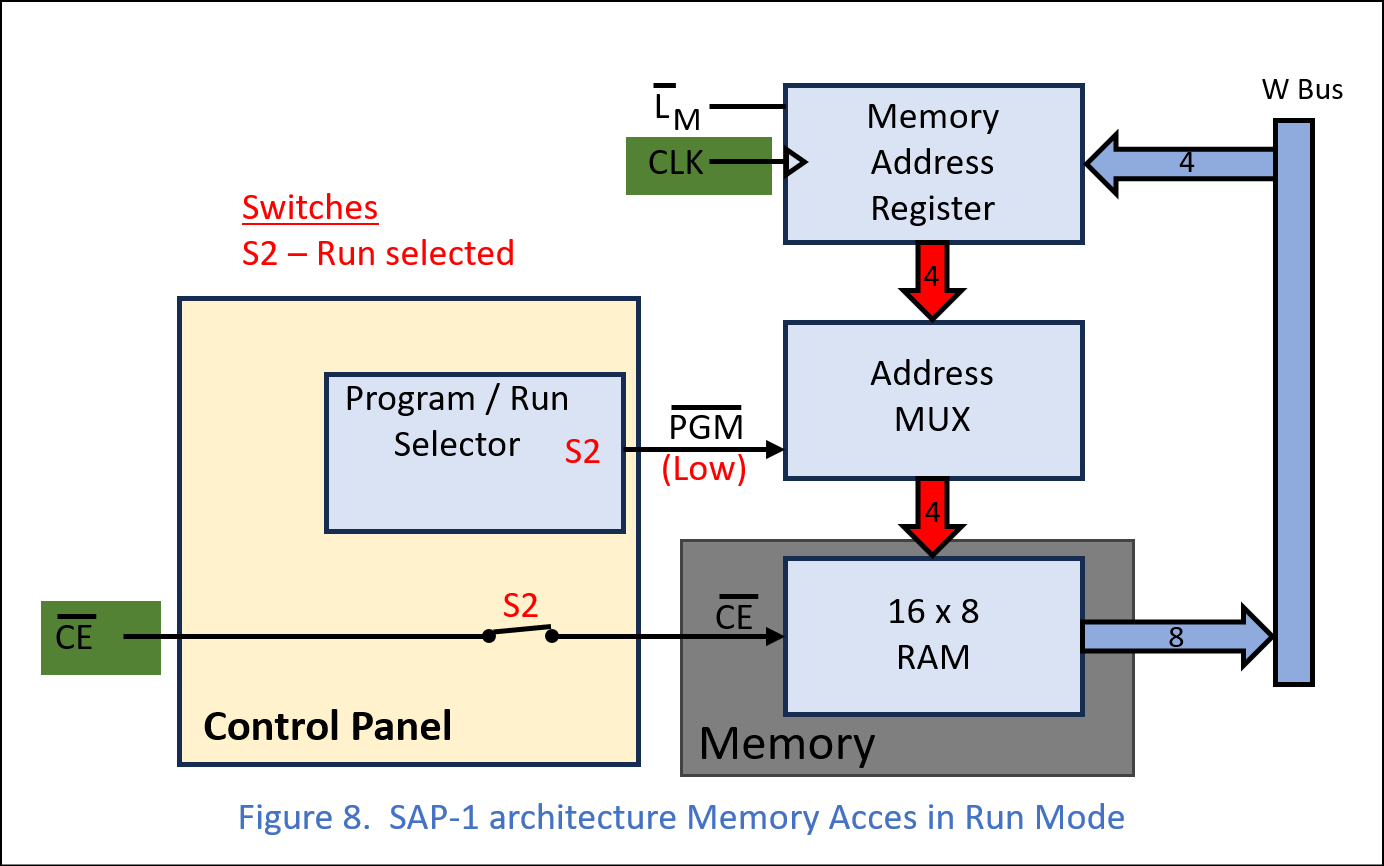 W Bus
L̅M
CLK
Memory
Address
Register
4
4
Switches
S2 – Run selected
Program / Run
Selector
S2
P̅G̅M̅
(Low)
Address
MUX
4
S2
C̅E̅
C̅E̅
16 x 8
RAM
8
Control Panel
Memory
Figure 8. SAP-1 architecture Memory Acces in Run Mode